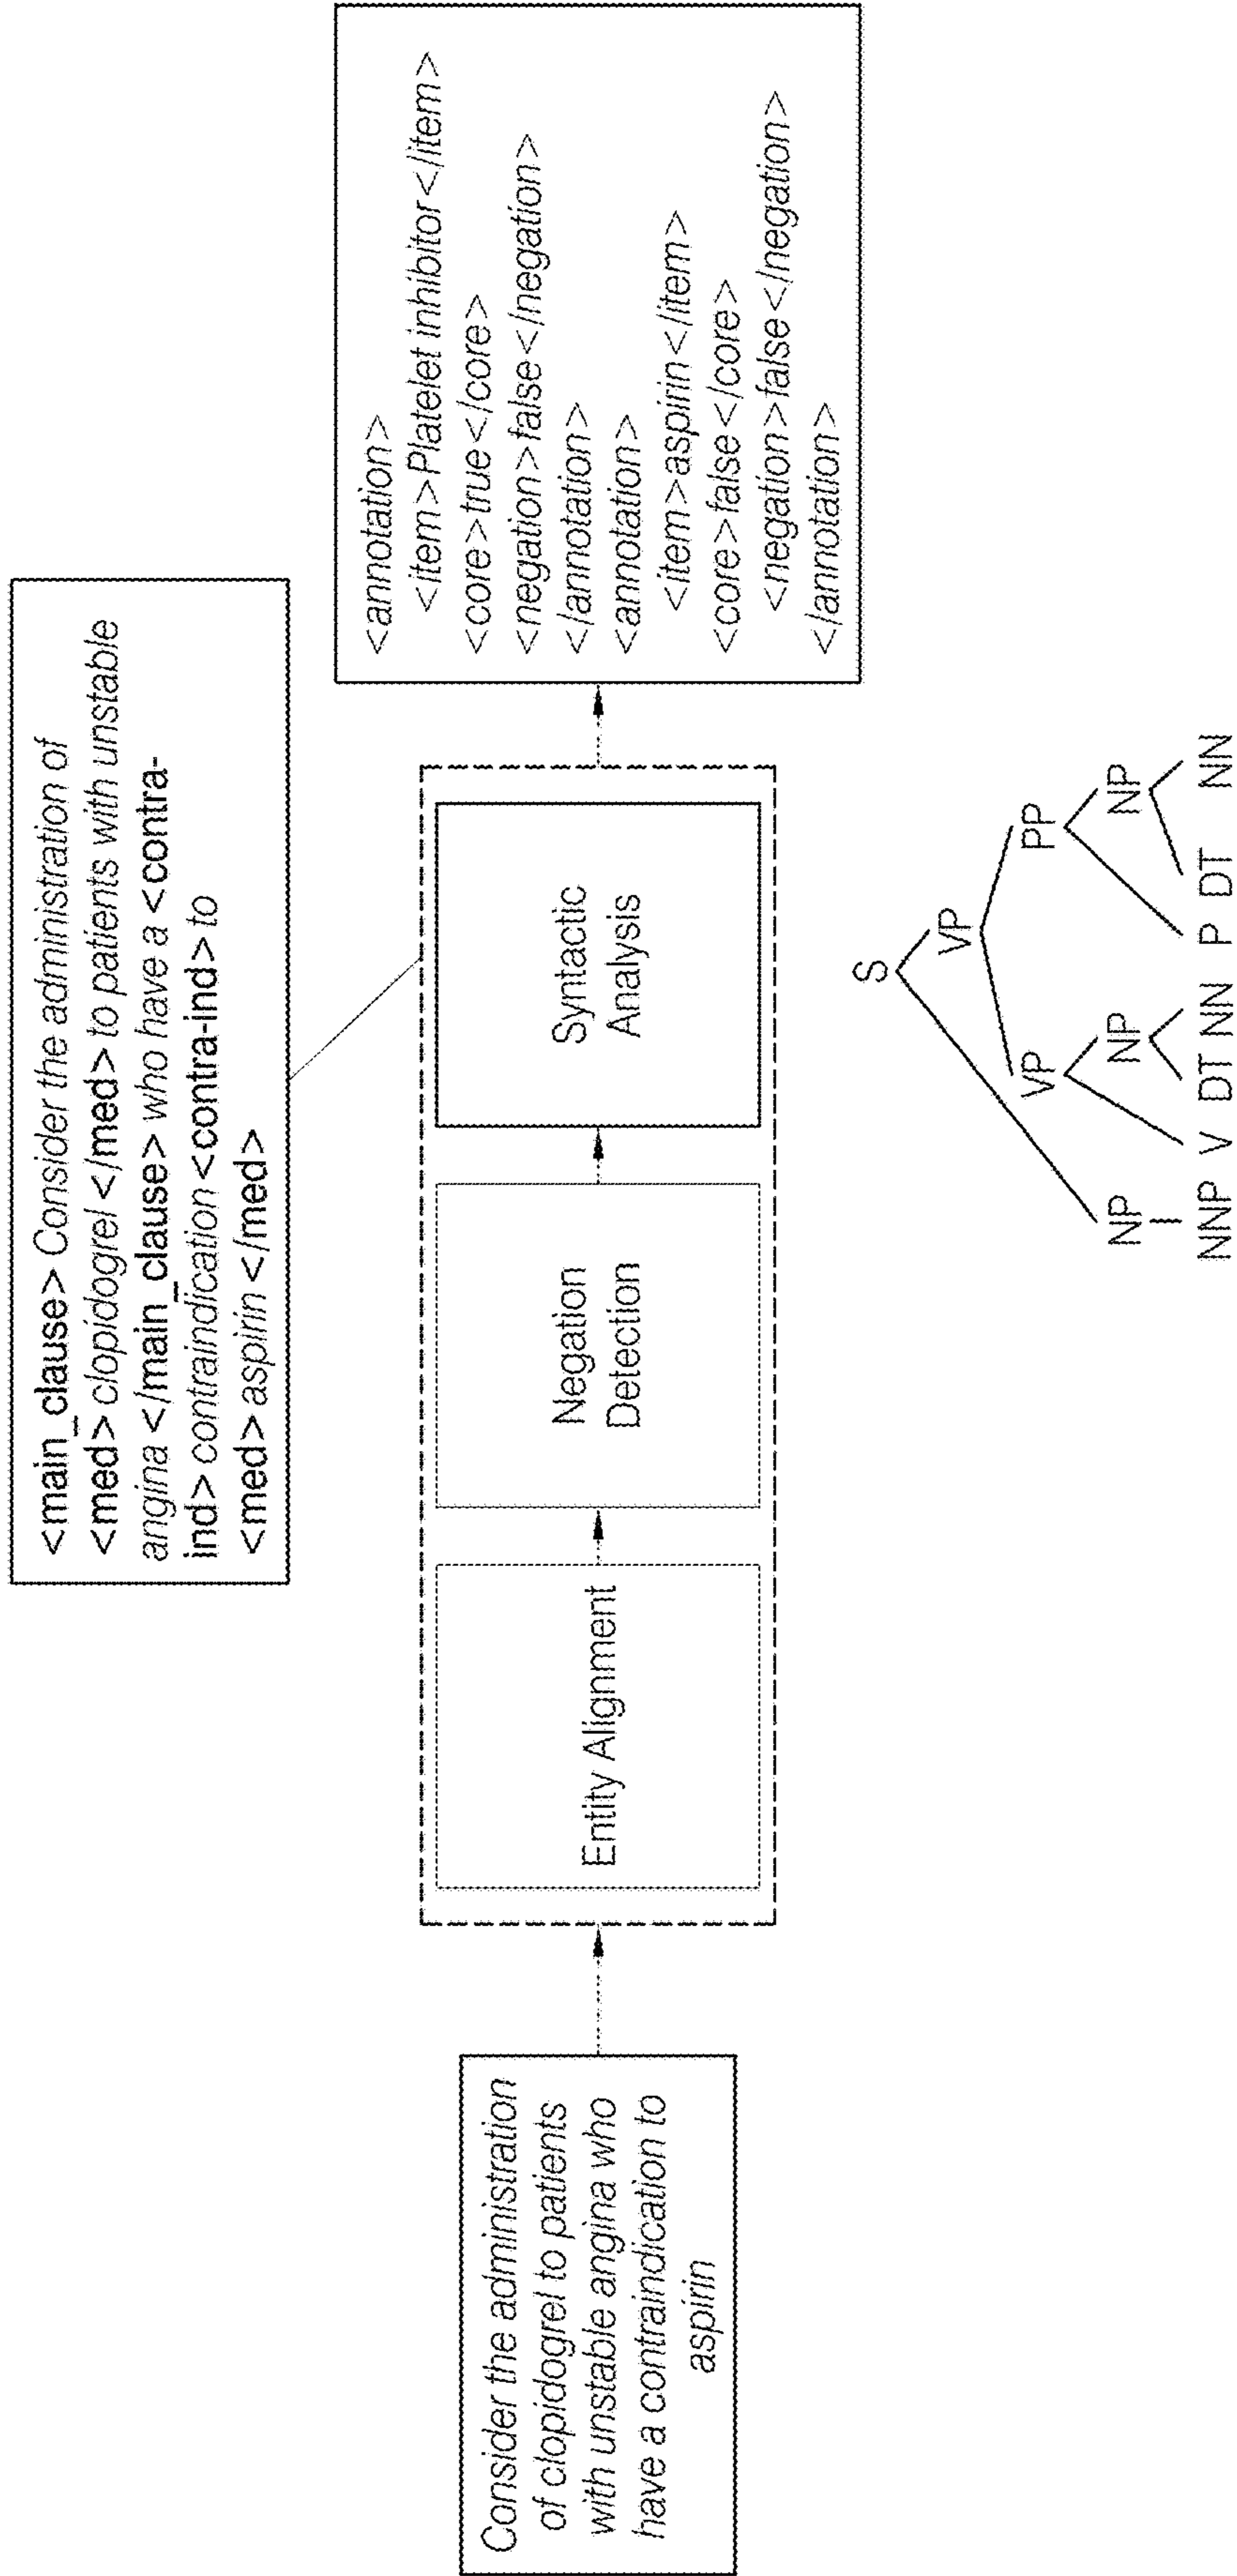 <main_clause> Consider the administration of
<med> clopidogrel </med> to patients with unstable
angina </main_clause> who have a <contra-
ind> contraindication <contra-ind> to
<med> aspirin </med>
Consider the administration
of clopidogrel to patients
with unstable angina who
have a contraindication to
aspirin
Entity Alignment
Negation
Detection
Syntactic
Analysis
<annotation>
<item>Platelet inhibitor</item>
<core>true</core>
<negation>false</negation>
</annotation>
<annotation>
<item>aspirin</item>
<core>false</core>
<negation>false</negation>
</annotation>
S
VP
VP PP
NP NP NP
NNP V DT NN P DT NN